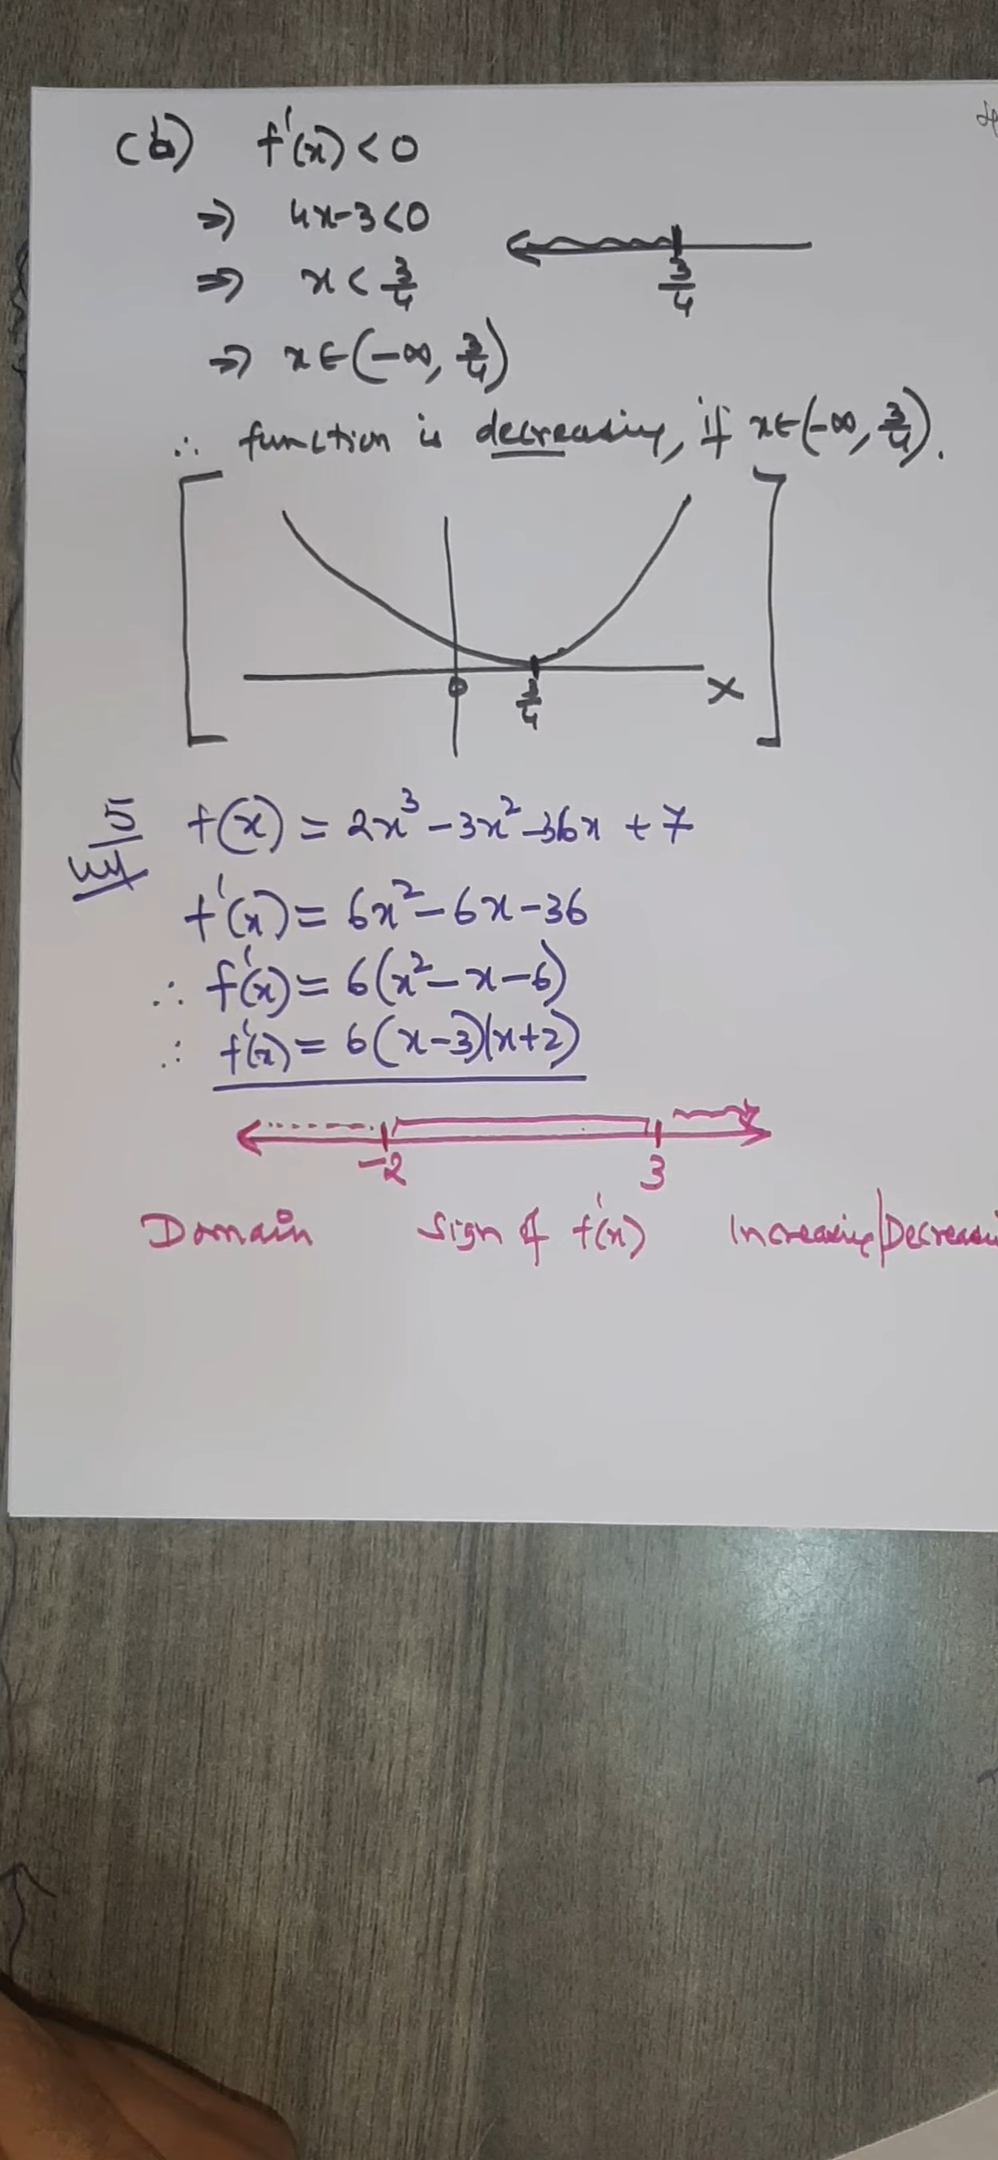 (b) f'(x) < 0
⇒ 4x-3<0
⇒ x < 3/4
3/4
⇒ x∈(-∞, 3/4)
∴ function is decreasing, if x∈(-∞, 3/4).
0 3/4 X
5 f(x) = 2x³ - 3x² - 36x + 7
f'(x) = 6x² - 6x - 36
∴ f'(x) = 6(x² - x - 6)
∴ f'(x) = 6(x-3)(x+2)
-2 3
Domain Sign of f'(x) Increasing/Decreasi